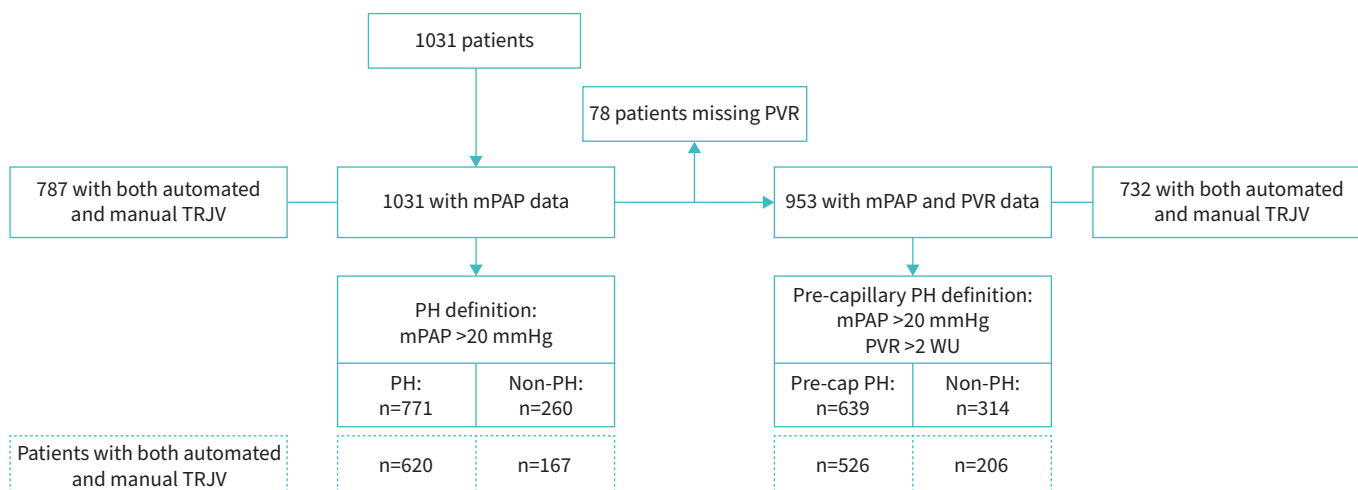 1031 patients
78 patients missing PVR
787 with both automated
and manual TRJV
1031 with mPAP data
953 with mPAP and PVR data
732 with both automated
and manual TRJV
PH definition:
mPAP >20 mmHg
Pre-capillary PH definition:
mPAP >20 mmHg
PVR >2 WU
PH:
n=771
Non-PH:
n=260
Pre-cap PH:
n=639
Non-PH:
n=314
Patients with both automated
and manual TRJV
n=620
n=167
n=526
n=206